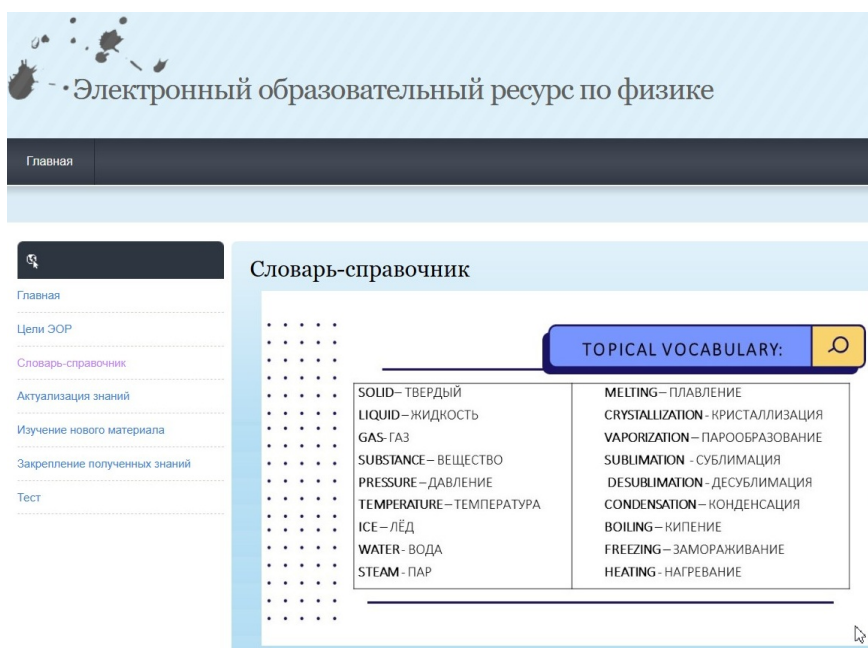 Электронный образовательный ресурс по физике
Главная
Главная
Цели ЭОР
Словарь-справочник
Актуализация знаний
Изучение нового материала
Закрепление полученных знаний
Тест
Словарь-справочник
TOPICAL VOCABULARY:
SOLID – ТВЕРДЫЙ
LIQUID – ЖИДКОСТЬ
GAS- ГАЗ
SUBSTANCE – ВЕЩЕСТВО
PRESSURE – ДАВЛЕНИЕ
TEMPERATURE – ТЕМПЕРАТУРА
ICE – ЛЁД
WATER - ВОДА
STEAM - ПАР
MELTING – ПЛАВЛЕНИЕ
CRYSTALLIZATION - КРИСТАЛЛИЗАЦИЯ
VAPORIZATION – ПАРООБРАЗОВАНИЕ
SUBLIMATION - СУБЛИМАЦИЯ
DESUBLIMATION - ДЕСУБЛИМАЦИЯ
CONDENSATION – КОНДЕНСАЦИЯ
BOILING – КИПЕНИЕ
FREEZING – ЗАМОРАЖИВАНИЕ
HEATING - НАГРЕВАНИЕ